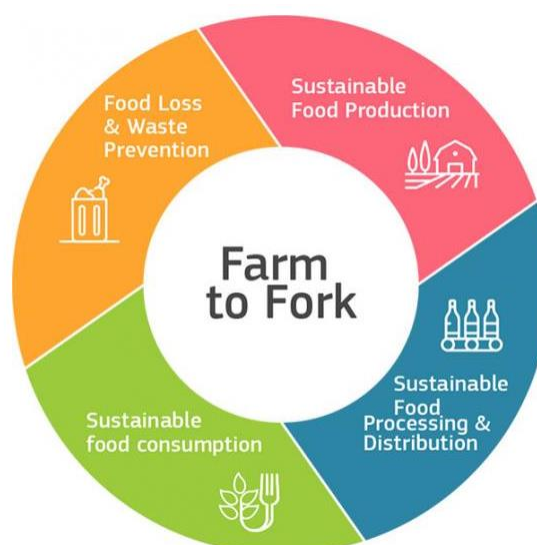 Food Loss
& Waste
Prevention
Sustainable
Food Production
Farm
to Fork
Sustainable
Food
Processing &
Distribution
Sustainable
food consumption